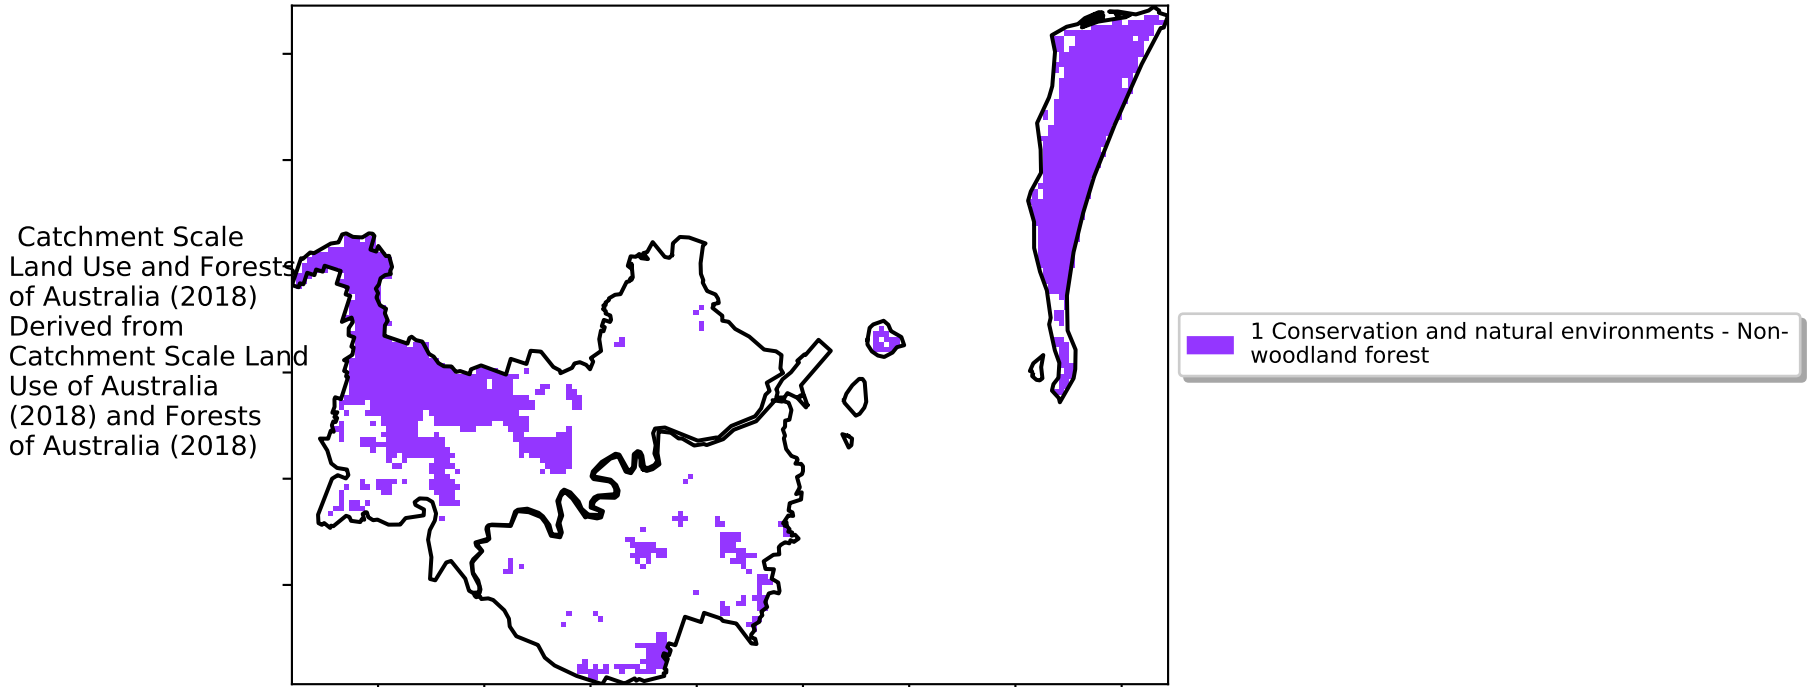 Catchment Scale
Land Use and Forests
of Australia (2018)
Derived from
Catchment Scale Land
Use of Australia
(2018) and Forests
of Australia (2018)
1 Conservation and natural environments - Non-
woodland forest